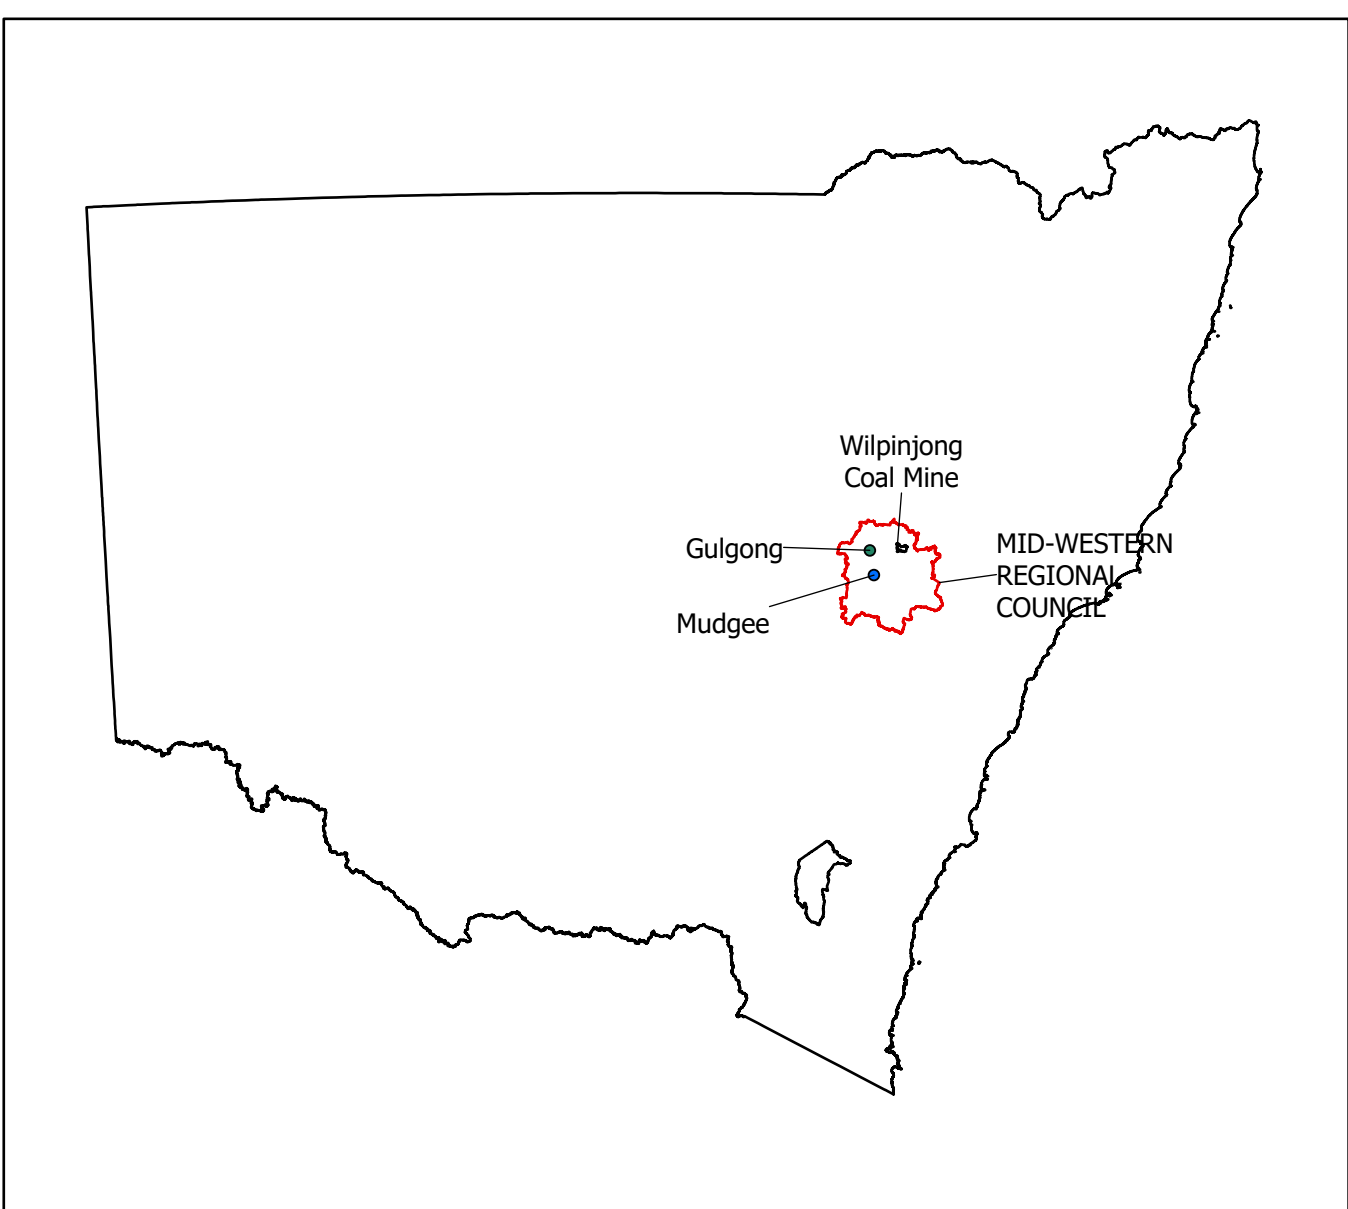 Wilpinjong
Coal Mine
Gulgong
MID-WESTERN
REGIONAL
COUNCIL
Mudgee